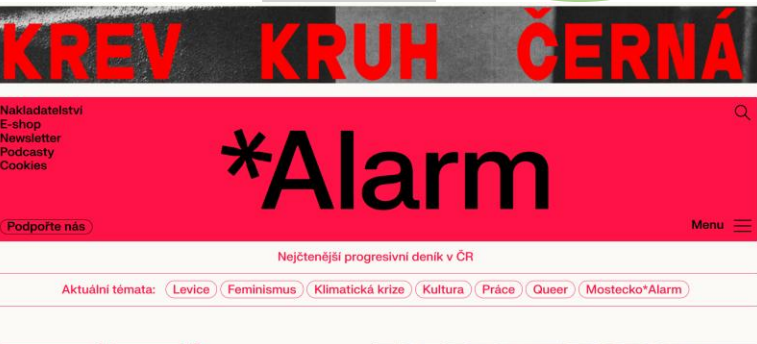 KREV KRUH ČERNÁ
Nakladatelství
E-shop
Newsletter
Podcasty
Cookies
*Alarm
Podpořte nás
Menu
Nejčtenější progresivní deník v ČR
Aktuální témata: Levice Feminismus Klimatická krize Kultura Práce Queer Mostecko*Alarm